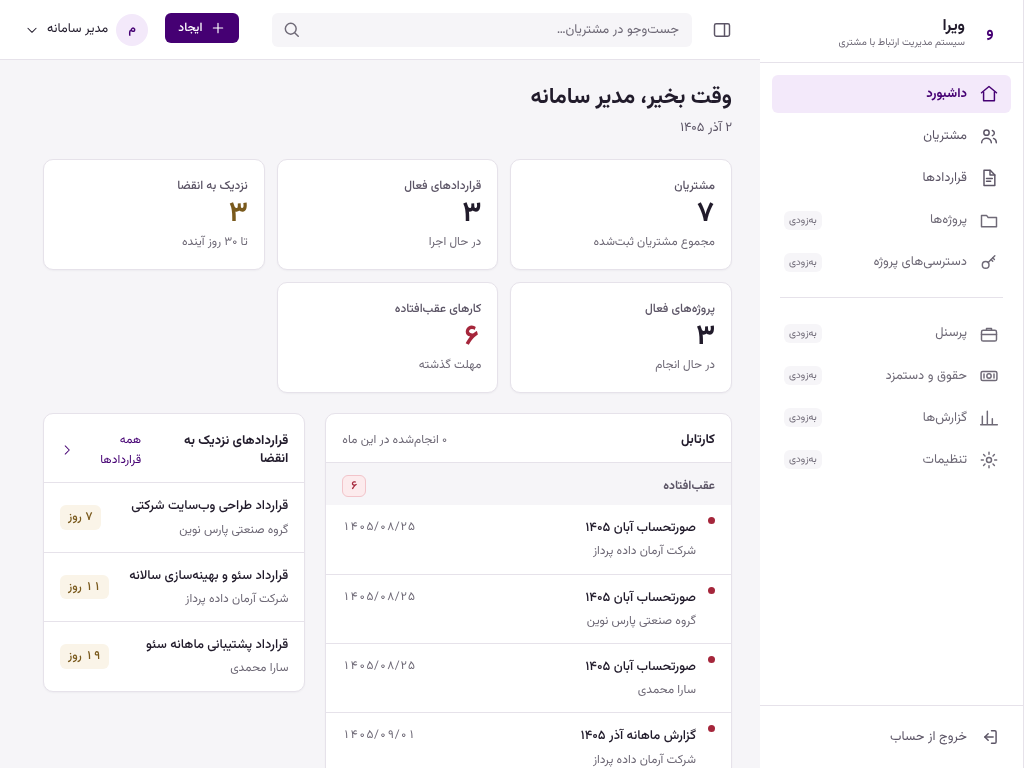 و
ویرا
سیستم مدیریت ارتباط با مشتری
داشبورد
مشتریان
قراردادها
پروژه‌ها
به‌زودی
دسترسی‌های پروژه
به‌زودی
پرسنل
به‌زودی
حقوق و دستمزد
به‌زودی
گزارش‌ها
به‌زودی
تنظیمات
به‌زودی
خروج از حساب
جست‌وجو در مشتریان...
ایجاد
م
مدیر سامانه
وقت بخیر، مدیر سامانه
۲ آذر ۱۴۰۵
مشتریان
۷
مجموع مشتریان ثبت‌شده
قراردادهای فعال
۳
در حال اجرا
نزدیک به انقضا
۳
تا ۳۰ روز آینده
پروژه‌های فعال
۳
در حال انجام
کارهای عقب‌افتاده
۶
مهلت گذشته
کارتابل
۰ انجام‌شده در این ماه
عقب‌افتاده
۶
صورتحساب آبان ۱۴۰۵
۱۴۰۵/۰۸/۲۵
شرکت آرمان داده پرداز
صورتحساب آبان ۱۴۰۵
۱۴۰۵/۰۸/۲۵
گروه صنعتی پارس نوین
صورتحساب آبان ۱۴۰۵
۱۴۰۵/۰۸/۲۵
سارا محمدی
گزارش ماهانه آذر ۱۴۰۵
۱۴۰۵/۰۹/۰۱
شرکت آرمان داده پرداز
قراردادهای نزدیک به
انقضا
همه
قراردادها
قرارداد طراحی وب‌سایت شرکتی
گروه صنعتی پارس نوین
۷ روز
قرارداد سئو و بهینه‌سازی سالانه
شرکت آرمان داده پرداز
۱۱ روز
قرارداد پشتیبانی ماهانه سئو
سارا محمدی
۱۹ روز